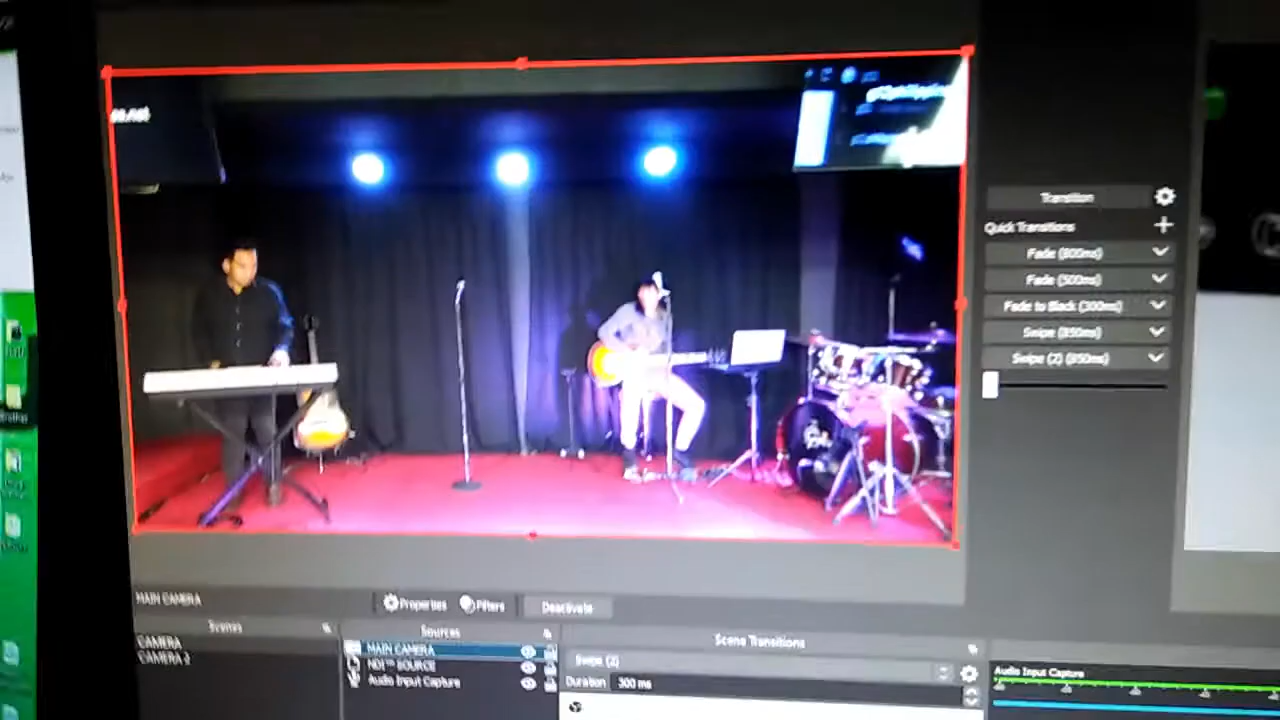 Transition
Quick Transitions
Fade (300ms)
Fade (500ms)
Fade to Black (300ms)
Swipe (850ms)
Swipe (2) (850ms)
MAIN CAMERA
Properties
Filters
Deactivate
Scenes
Sources
Scene Transitions
CAMERA
CAMERA 2
MAIN CAMERA
NDI™ SOURCE
Audio Input Capture
Swipe (2)
Duration 300 ms
Audio Input Capture